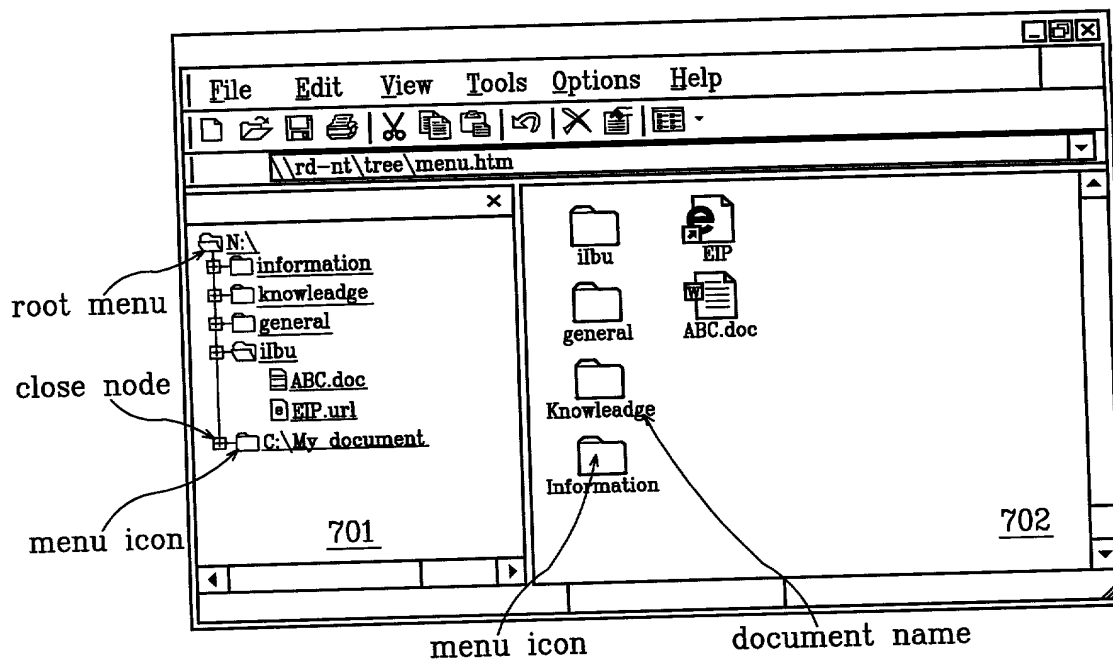 File Edit View Tools Options Help
\\rd-nt\tree\menu.htm
N:\
information
knowleadge
general
iIbu
ABC.doc
EIP.url
C:\My document
701
root menu
close node
menu icon
iIbu
EIP
general
ABC.doc
Knowleadge
Information
702
menu icon
document name